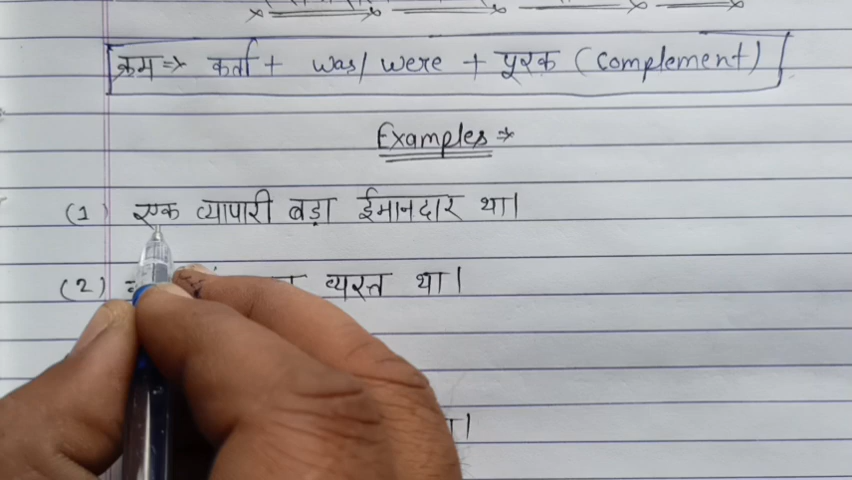 क्रम⇒ कर्ता + was/were + पूरक (complement)
Examples→
(1) एक व्यापारी बड़ा ईमानदार था।
(2) व्यस्त था।